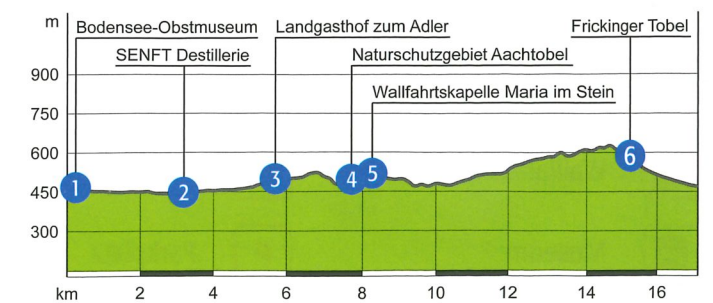 m
Bodensee-Obstmuseum
Landgasthof zum Adler
Frickinger Tobel
SENFT Destillerie
Naturschutzgebiet Aachtobel
Wallfahrtskapelle Maria im Stein
900
750
600
450
300
1
2
3
4
5
6
km 2 4 6 8 10 12 14 16